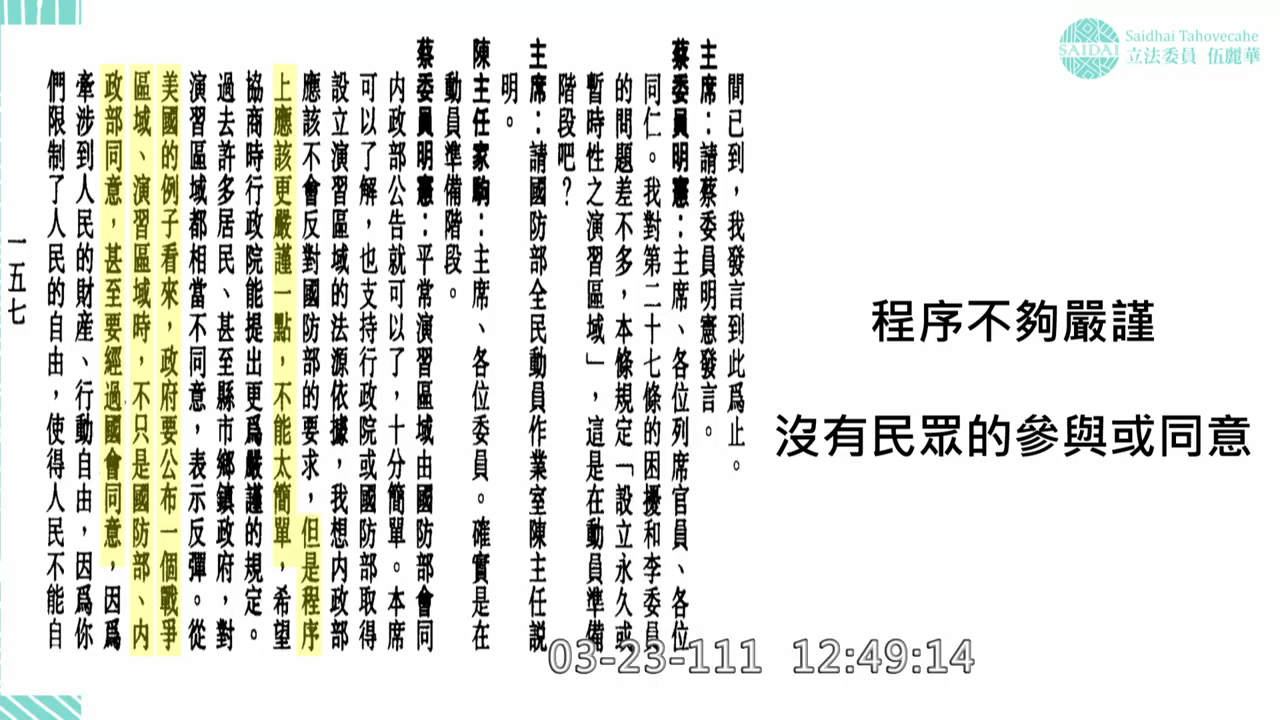 Saidhai Tahovecahe
SAIDAI
立法委員 伍麗華
間已到，我發言到此爲止。
主席：請蔡委員明憲發言。
蔡委員明憲：主席、各位列席官員、各位
同仁。我對第二十七條的困擾和李委員
的問題差不多，本條規定「設立永久或
暫時性之演習區域」，這是在動員準備
階段吧？
主席：請國防部全民動員作業室陳主任說
明。
陳主任家駒：主席、各位委員。確實是在
動員準備階段。
蔡委員明憲：平常演習區域由國防部會同
內政部公告就可以了，十分簡單。本席
可以了解，也支持行政院或國防部取得
設立演習區域的法源依據，我想內政部
應該不會反對國防部的要求，但是程序
上應該更嚴謹一點，不能太簡單，希望
協商時行政院能提出更爲嚴謹的規定。
過去許多居民、甚至縣市鄉鎮政府，對
演習區域都相當不同意，表示反彈。從
美國的例子看來，政府要公布一個戰爭
區域、演習區域時，不只是國防部、內
政部同意，甚至要經過國會同意，因爲
牽涉到人民的財產、行動自由，因爲你
們限制了人民的自由，使得人民不能自
一五七
程序不夠嚴謹
沒有民眾的參與或同意
03-23-111 12:49:14